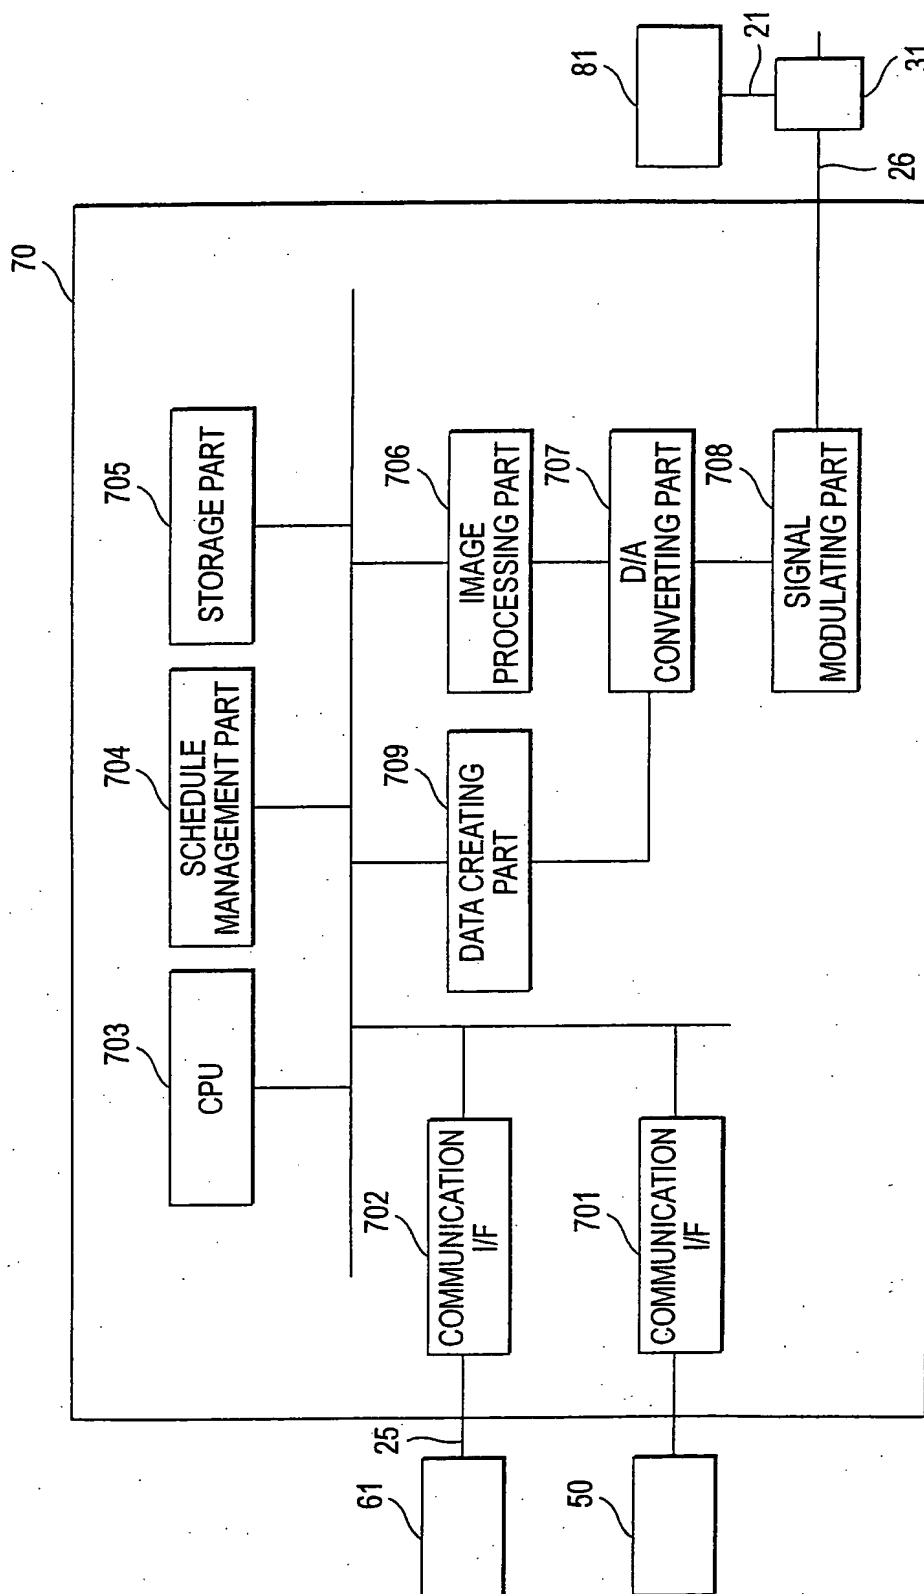 70
703
CPU
704
SCHEDULE
MANAGEMENT PART
705
STORAGE PART
61
25
702
COMMUNICATION
I/F
709
DATA CREATING
PART
706
IMAGE
PROCESSING PART
50
701
COMMUNICATION
I/F
707
D/A
CONVERTING PART
708
SIGNAL
MODULATING PART
81
21
26
31